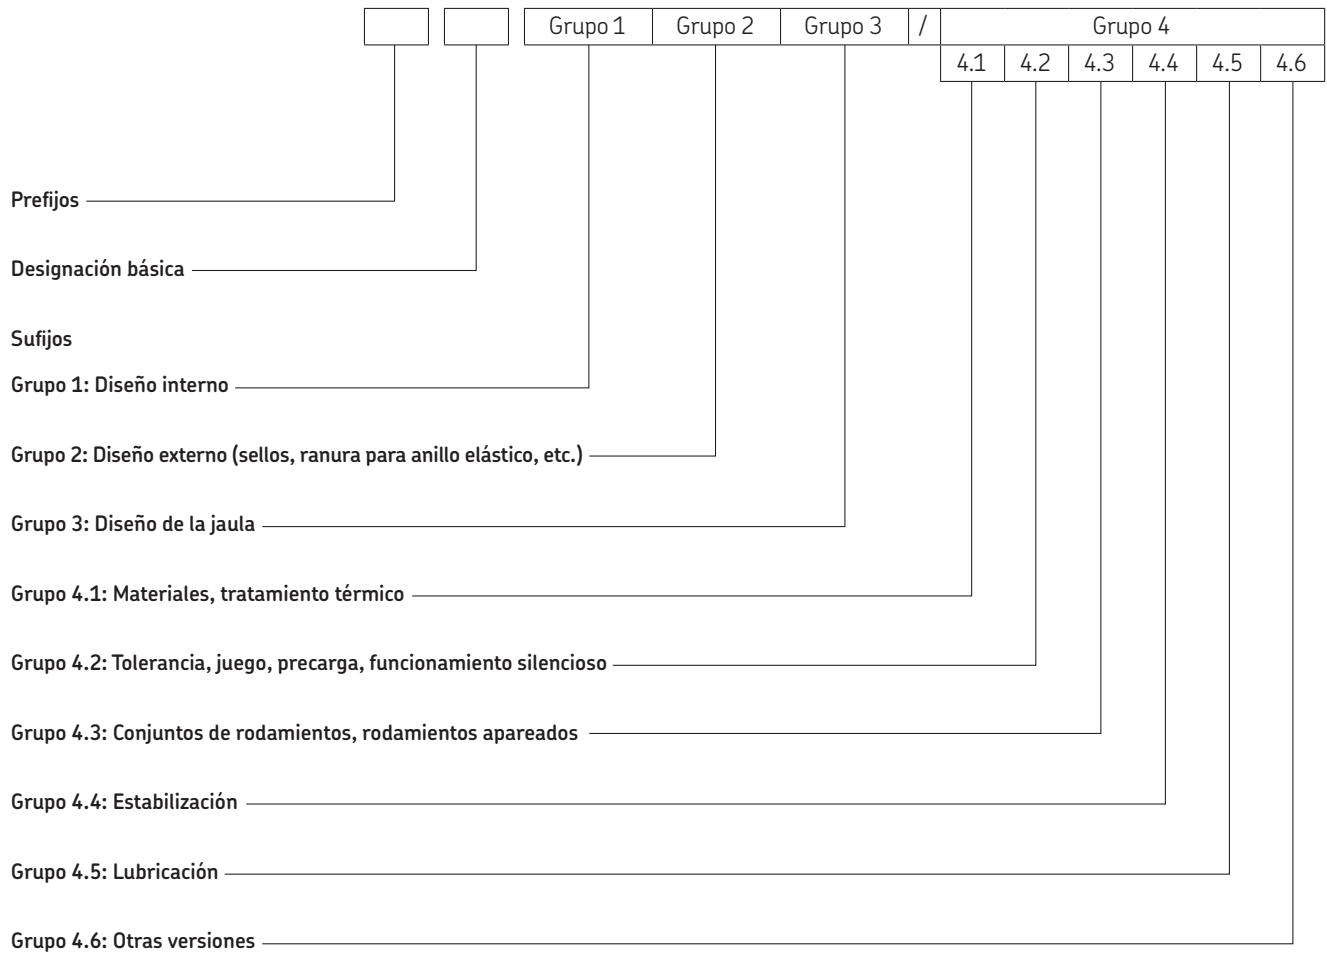 Grupo 1 Grupo 2 Grupo 3 / Grupo 4
4.1 4.2 4.3 4.4 4.5 4.6
Prefijos
Designación básica
Sufijos
Grupo 1: Diseño interno
Grupo 2: Diseño externo (sellos, ranura para anillo elástico, etc.)
Grupo 3: Diseño de la jaula
Grupo 4.1: Materiales, tratamiento térmico
Grupo 4.2: Tolerancia, juego, precarga, funcionamiento silencioso
Grupo 4.3: Conjuntos de rodamientos, rodamientos apareados
Grupo 4.4: Estabilización
Grupo 4.5: Lubricación
Grupo 4.6: Otras versiones